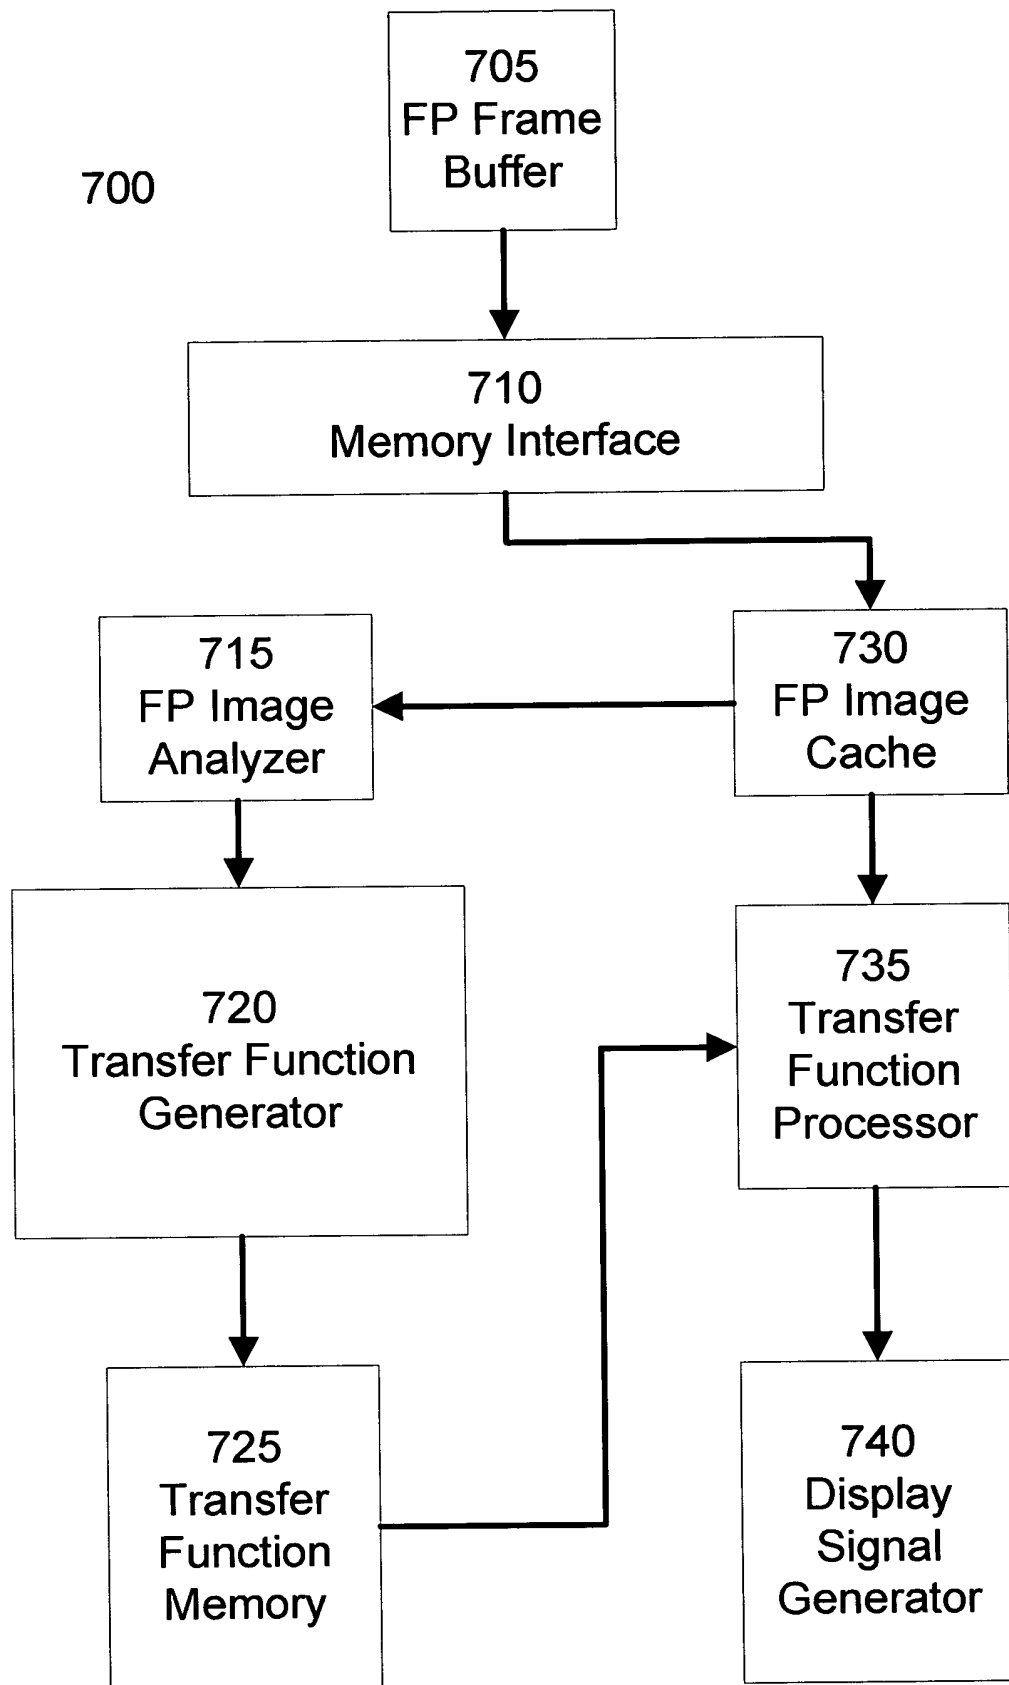 705
FP Frame
Buffer
700
710
Memory Interface
715
FP Image
Analyzer
730
FP Image
Cache
720
Transfer Function
Generator
735
Transfer
Function
Processor
725
Transfer
Function
Memory
740
Display
Signal
Generator